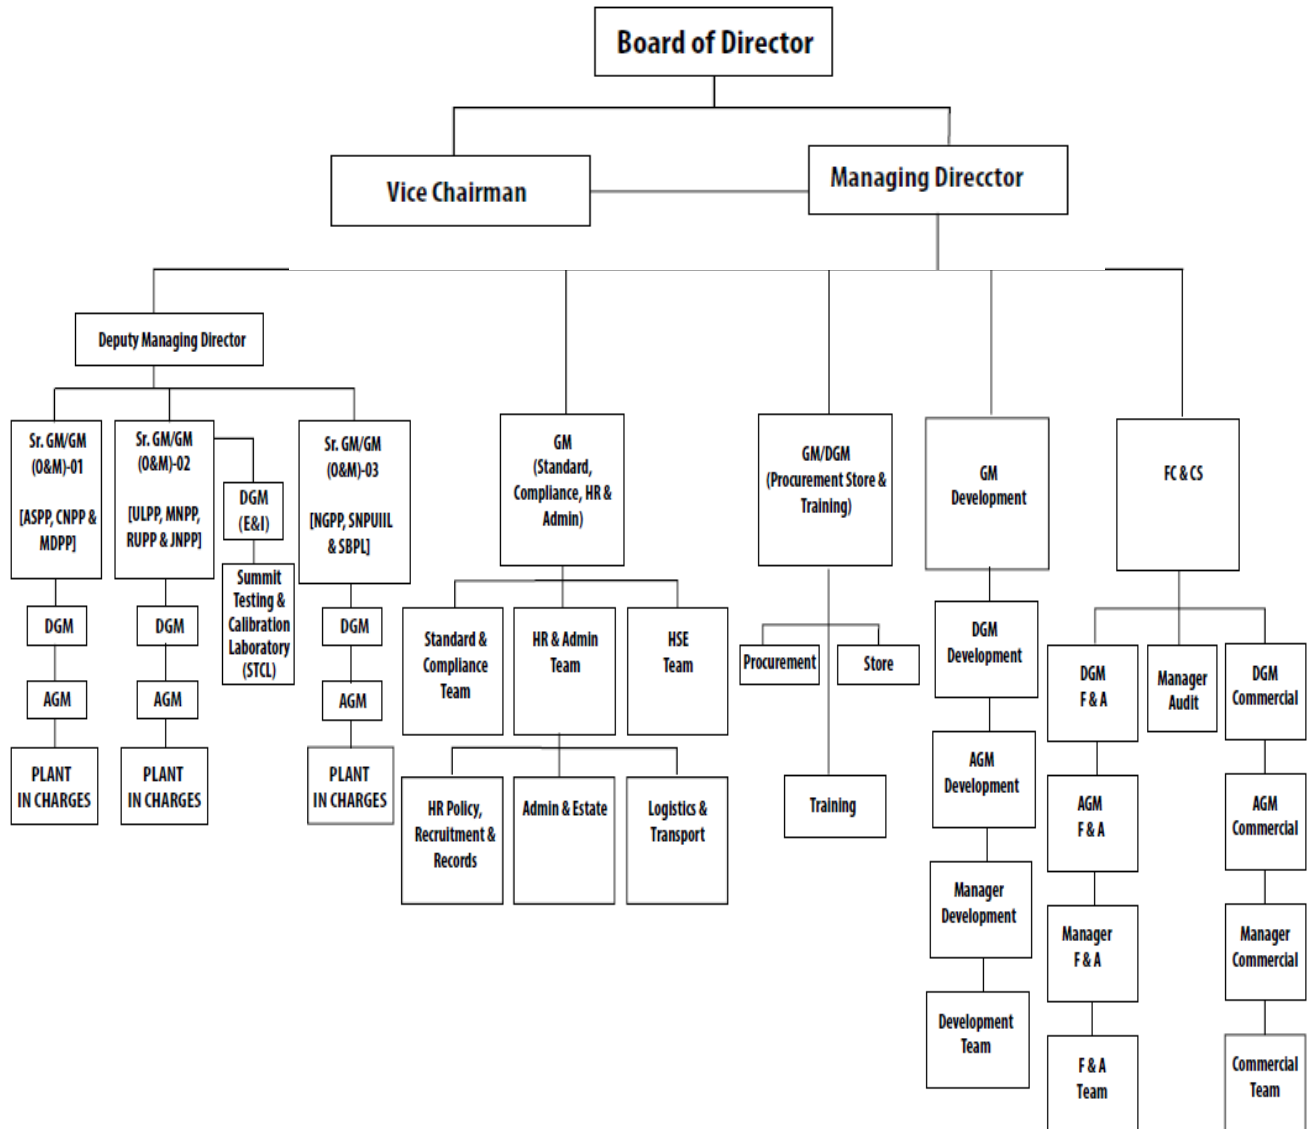 Board of Director
Vice Chairman
Managing Direcctor
Deputy Managing Director
Sr. GM/GM
(O&M)-01
[ASPP, CNPP &
MDPP]
Sr. GM/GM
(O&M)-02
[ULPP, MNPP,
RUPP & JNPP]
DGM
(E&I)
Summit
Testing &
Calibration
Laboratory
(STCL)
Sr. GM/GM
(O&M)-03
[NGPP, SNPUIIL
& SBPL]
DGM
DGM
DGM
AGM
AGM
AGM
PLANT
IN CHARGES
PLANT
IN CHARGES
PLANT
IN CHARGES
GM
(Standard,
Compliance, HR &
Admin)
Standard &
Compliance
Team
HR & Admin
Team
HSE
Team
HR Policy,
Recruitment &
Records
Admin & Estate
Logistics &
Transport
GM/DGM
(Procurement Store &
Training)
Procurement
Store
Training
GM
Development
DGM
Development
AGM
Development
Manager
Development
Development
Team
FC & CS
DGM
F & A
Manager
Audit
DGM
Commercial
AGM
F & A
AGM
Commercial
Manager
F & A
Manager
Commercial
F & A
Team
Commercial
Team